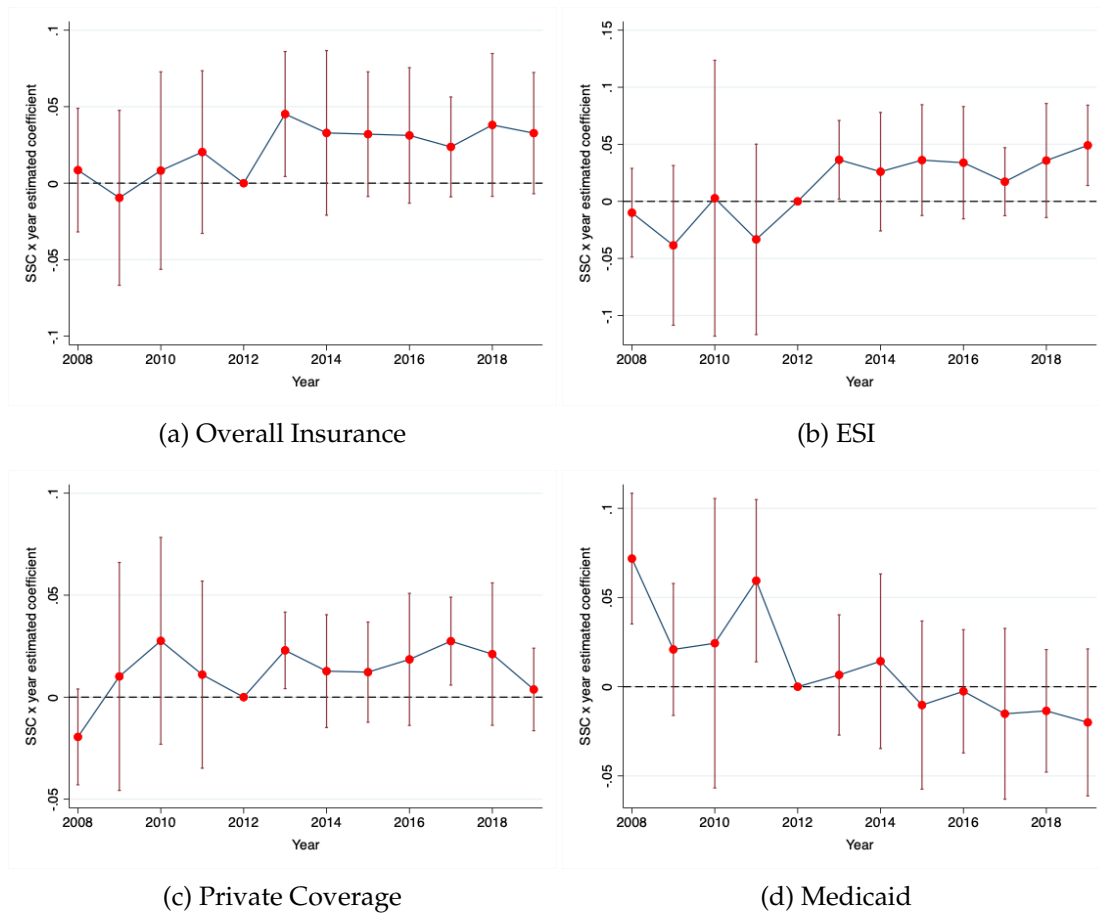 SSC x year estimated coefficient
.1
.05
0
-.05
-.1
2008 2010 2012 2014 2016 2018
Year
(a) Overall Insurance
SSC x year estimated coefficient
.15
.1
.05
0
-.05
-.1
2008 2010 2012 2014 2016 2018
Year
(b) ESI
SSC x year estimated coefficient
.1
.05
0
-.05
2008 2010 2012 2014 2016 2018
Year
(c) Private Coverage
SSC x year estimated coefficient
.1
.05
0
-.05
2008 2010 2012 2014 2016 2018
Year
(d) Medicaid